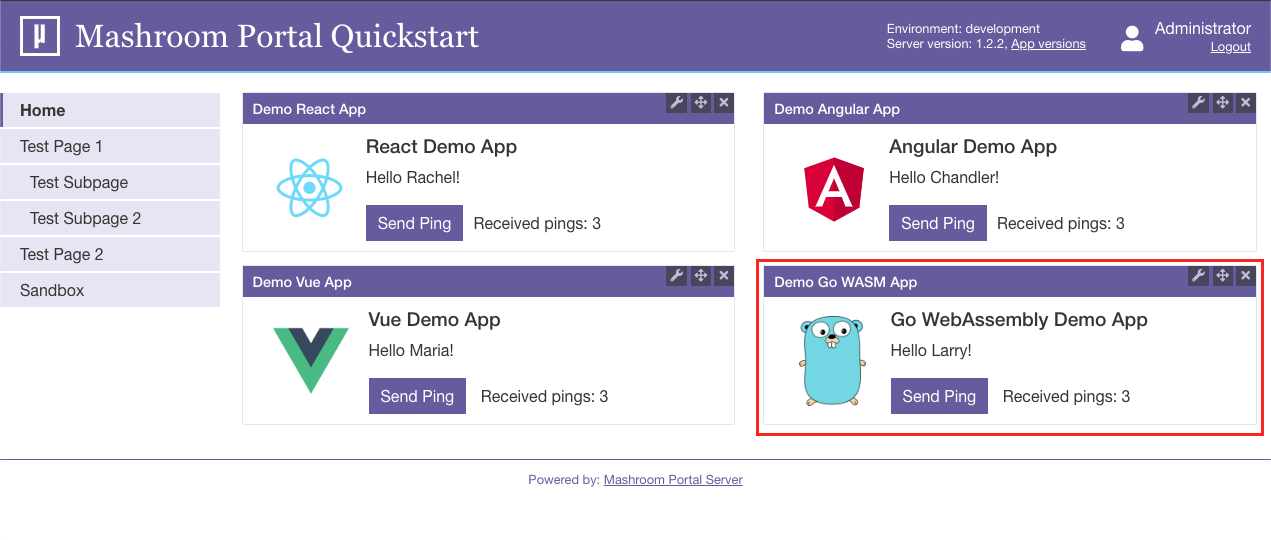 Mashroom Portal Quickstart
Environment: development
Server version: 1.2.2, App versions
Administrator
Logout
Home
Test Page 1
Test Subpage
Test Subpage 2
Test Page 2
Sandbox
Demo React App
React Demo App
Hello Rachel!
Send Ping Received pings: 3
Demo Angular App
Angular Demo App
Hello Chandler!
Send Ping Received pings: 3
Demo Vue App
Vue Demo App
Hello Maria!
Send Ping Received pings: 3
Demo Go WASM App
Go WebAssembly Demo App
Hello Larry!
Send Ping Received pings: 3
Powered by: Mashroom Portal Server